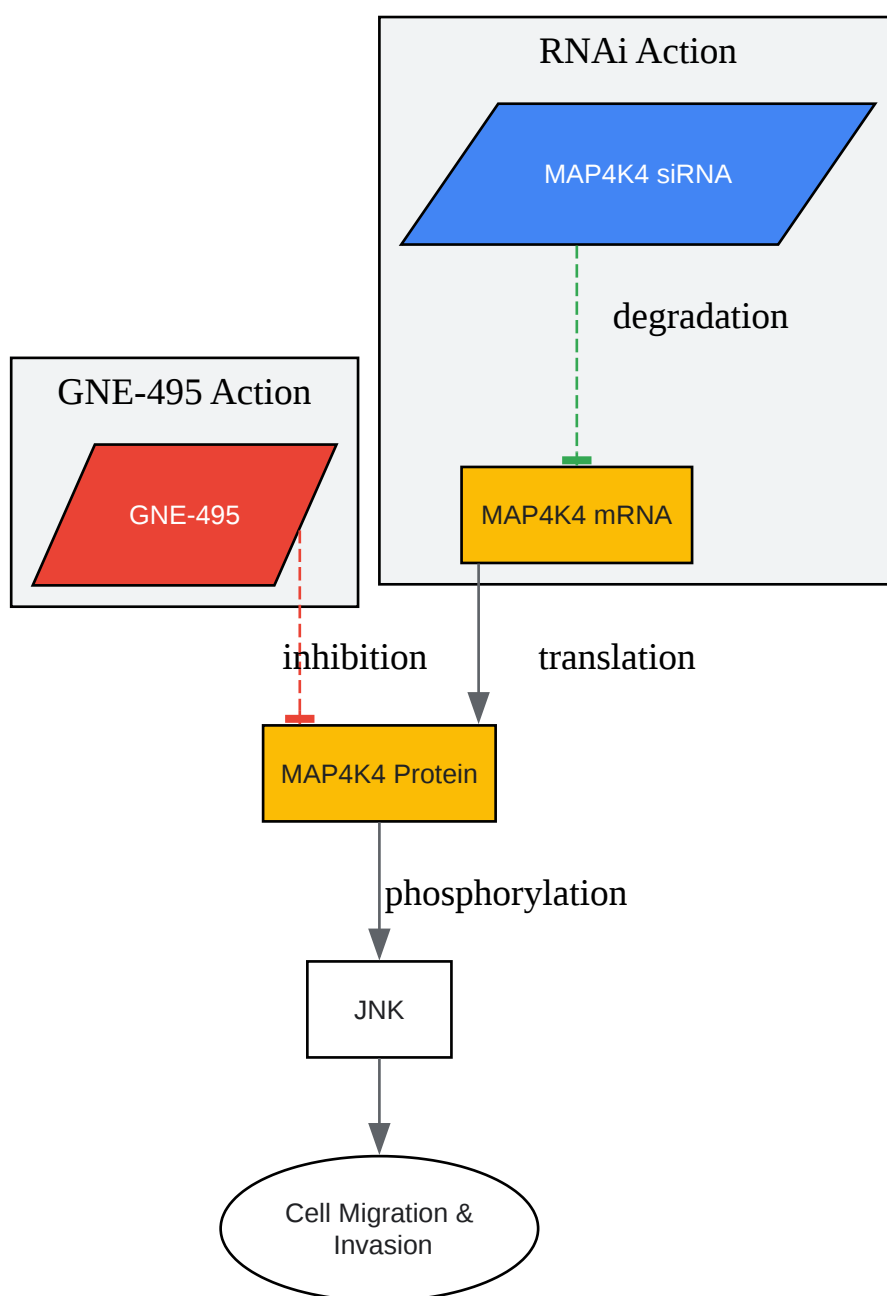 RNAi Action
MAP4K4 siRNA
degradation
GNE-495 Action
GNE-495
MAP4K4 mRNA
inhibition
translation
MAP4K4 Protein
phosphorylation
JNK
Cell Migration &
Invasion